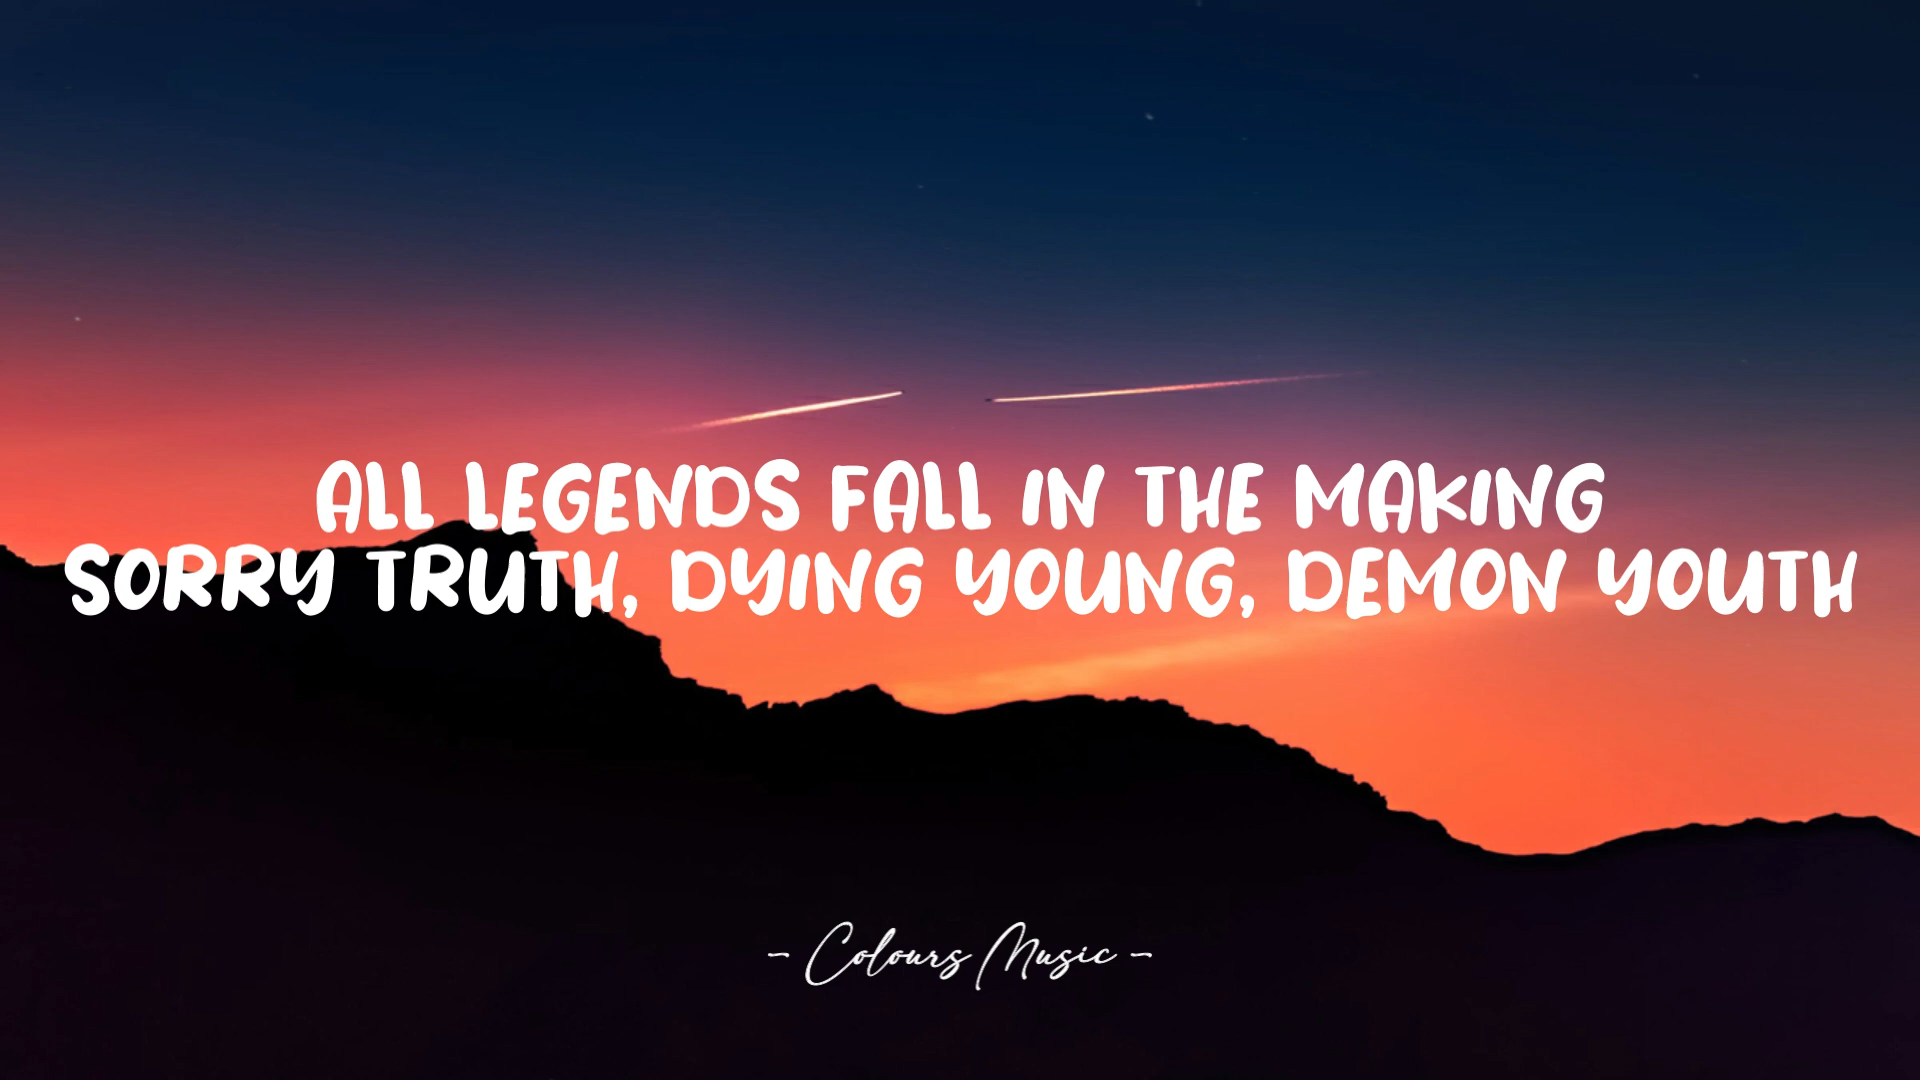 ALL LEGENDS FALL IN THE MAKING
SORRY TRUTH, DYING YOUNG, DEMON YOUTH
- Colours Music -